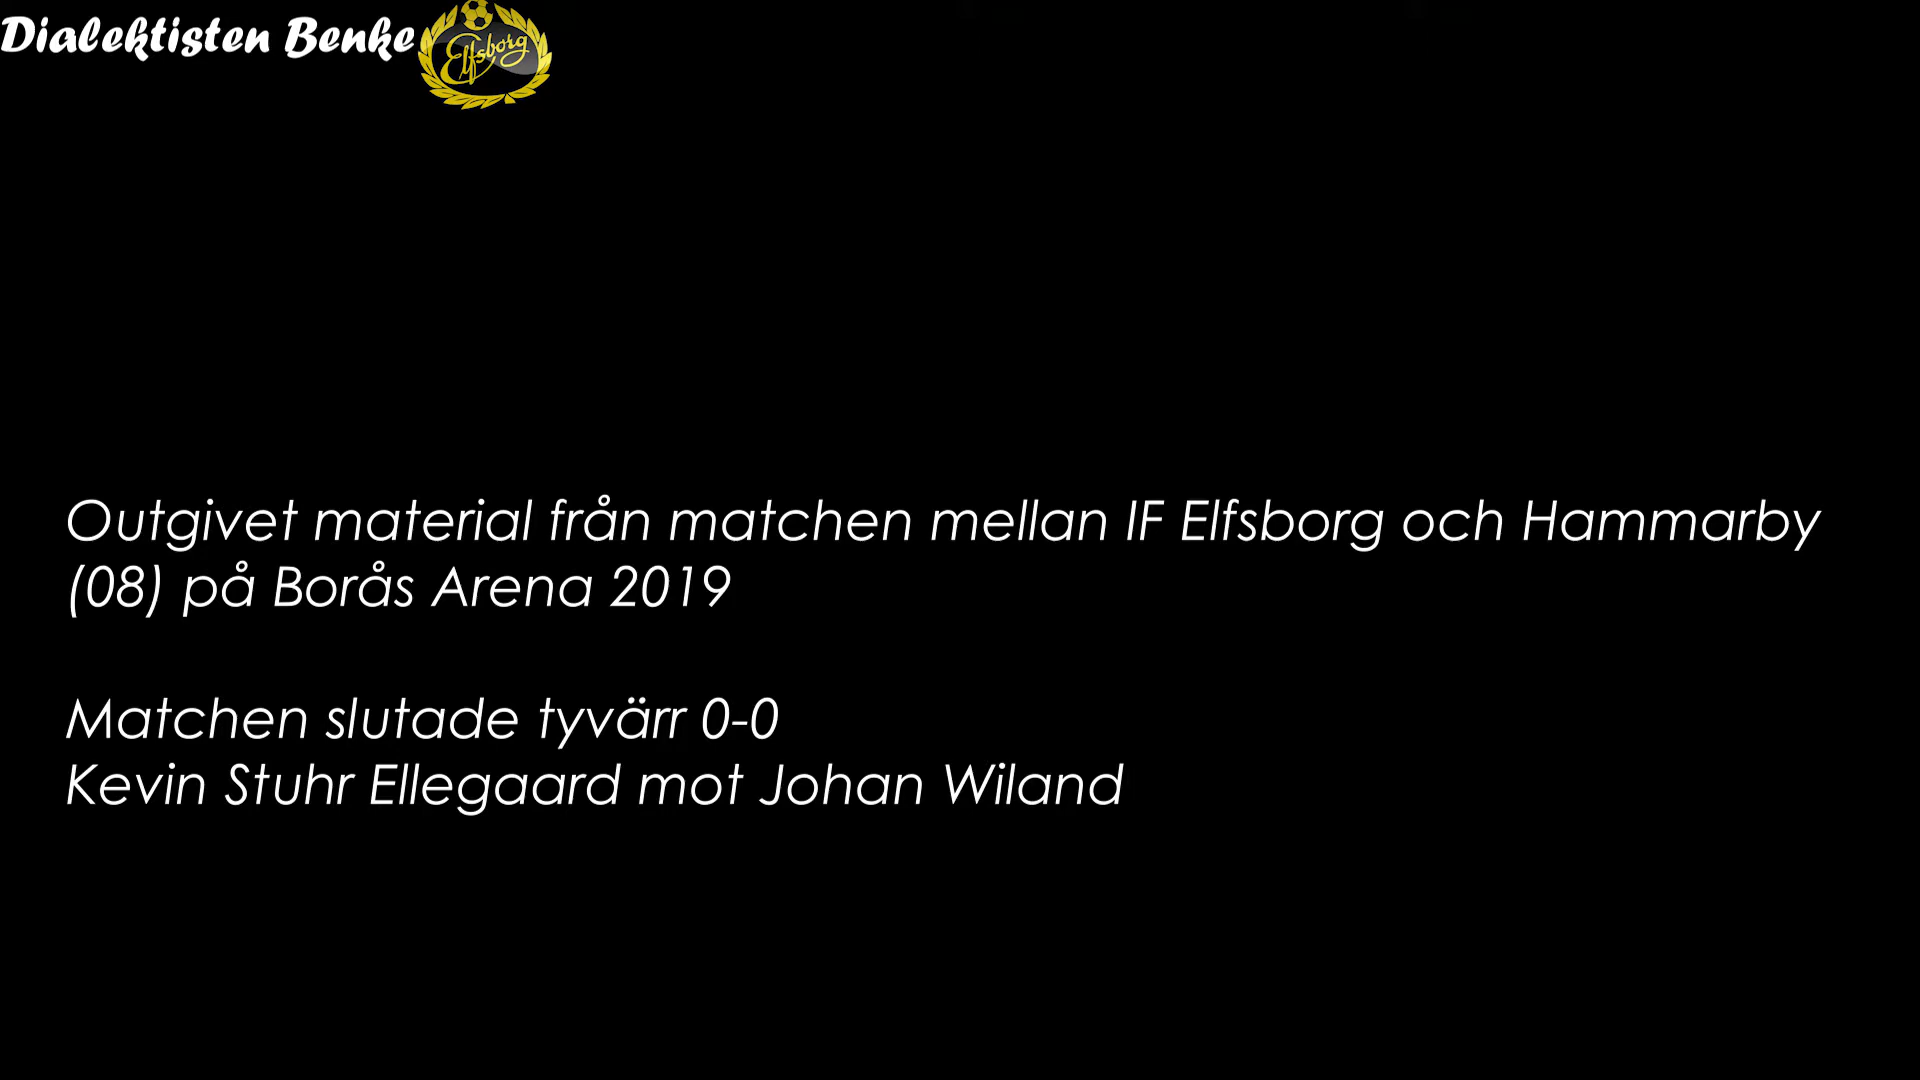 Dialektisten Benke
Elfsborg
Outgivet material från matchen mellan IF Elfsborg och Hammarby
(08) på Borås Arena 2019
Matchen slutade tyvärr 0-0
Kevin Stuhr Ellegaard mot Johan Wiland